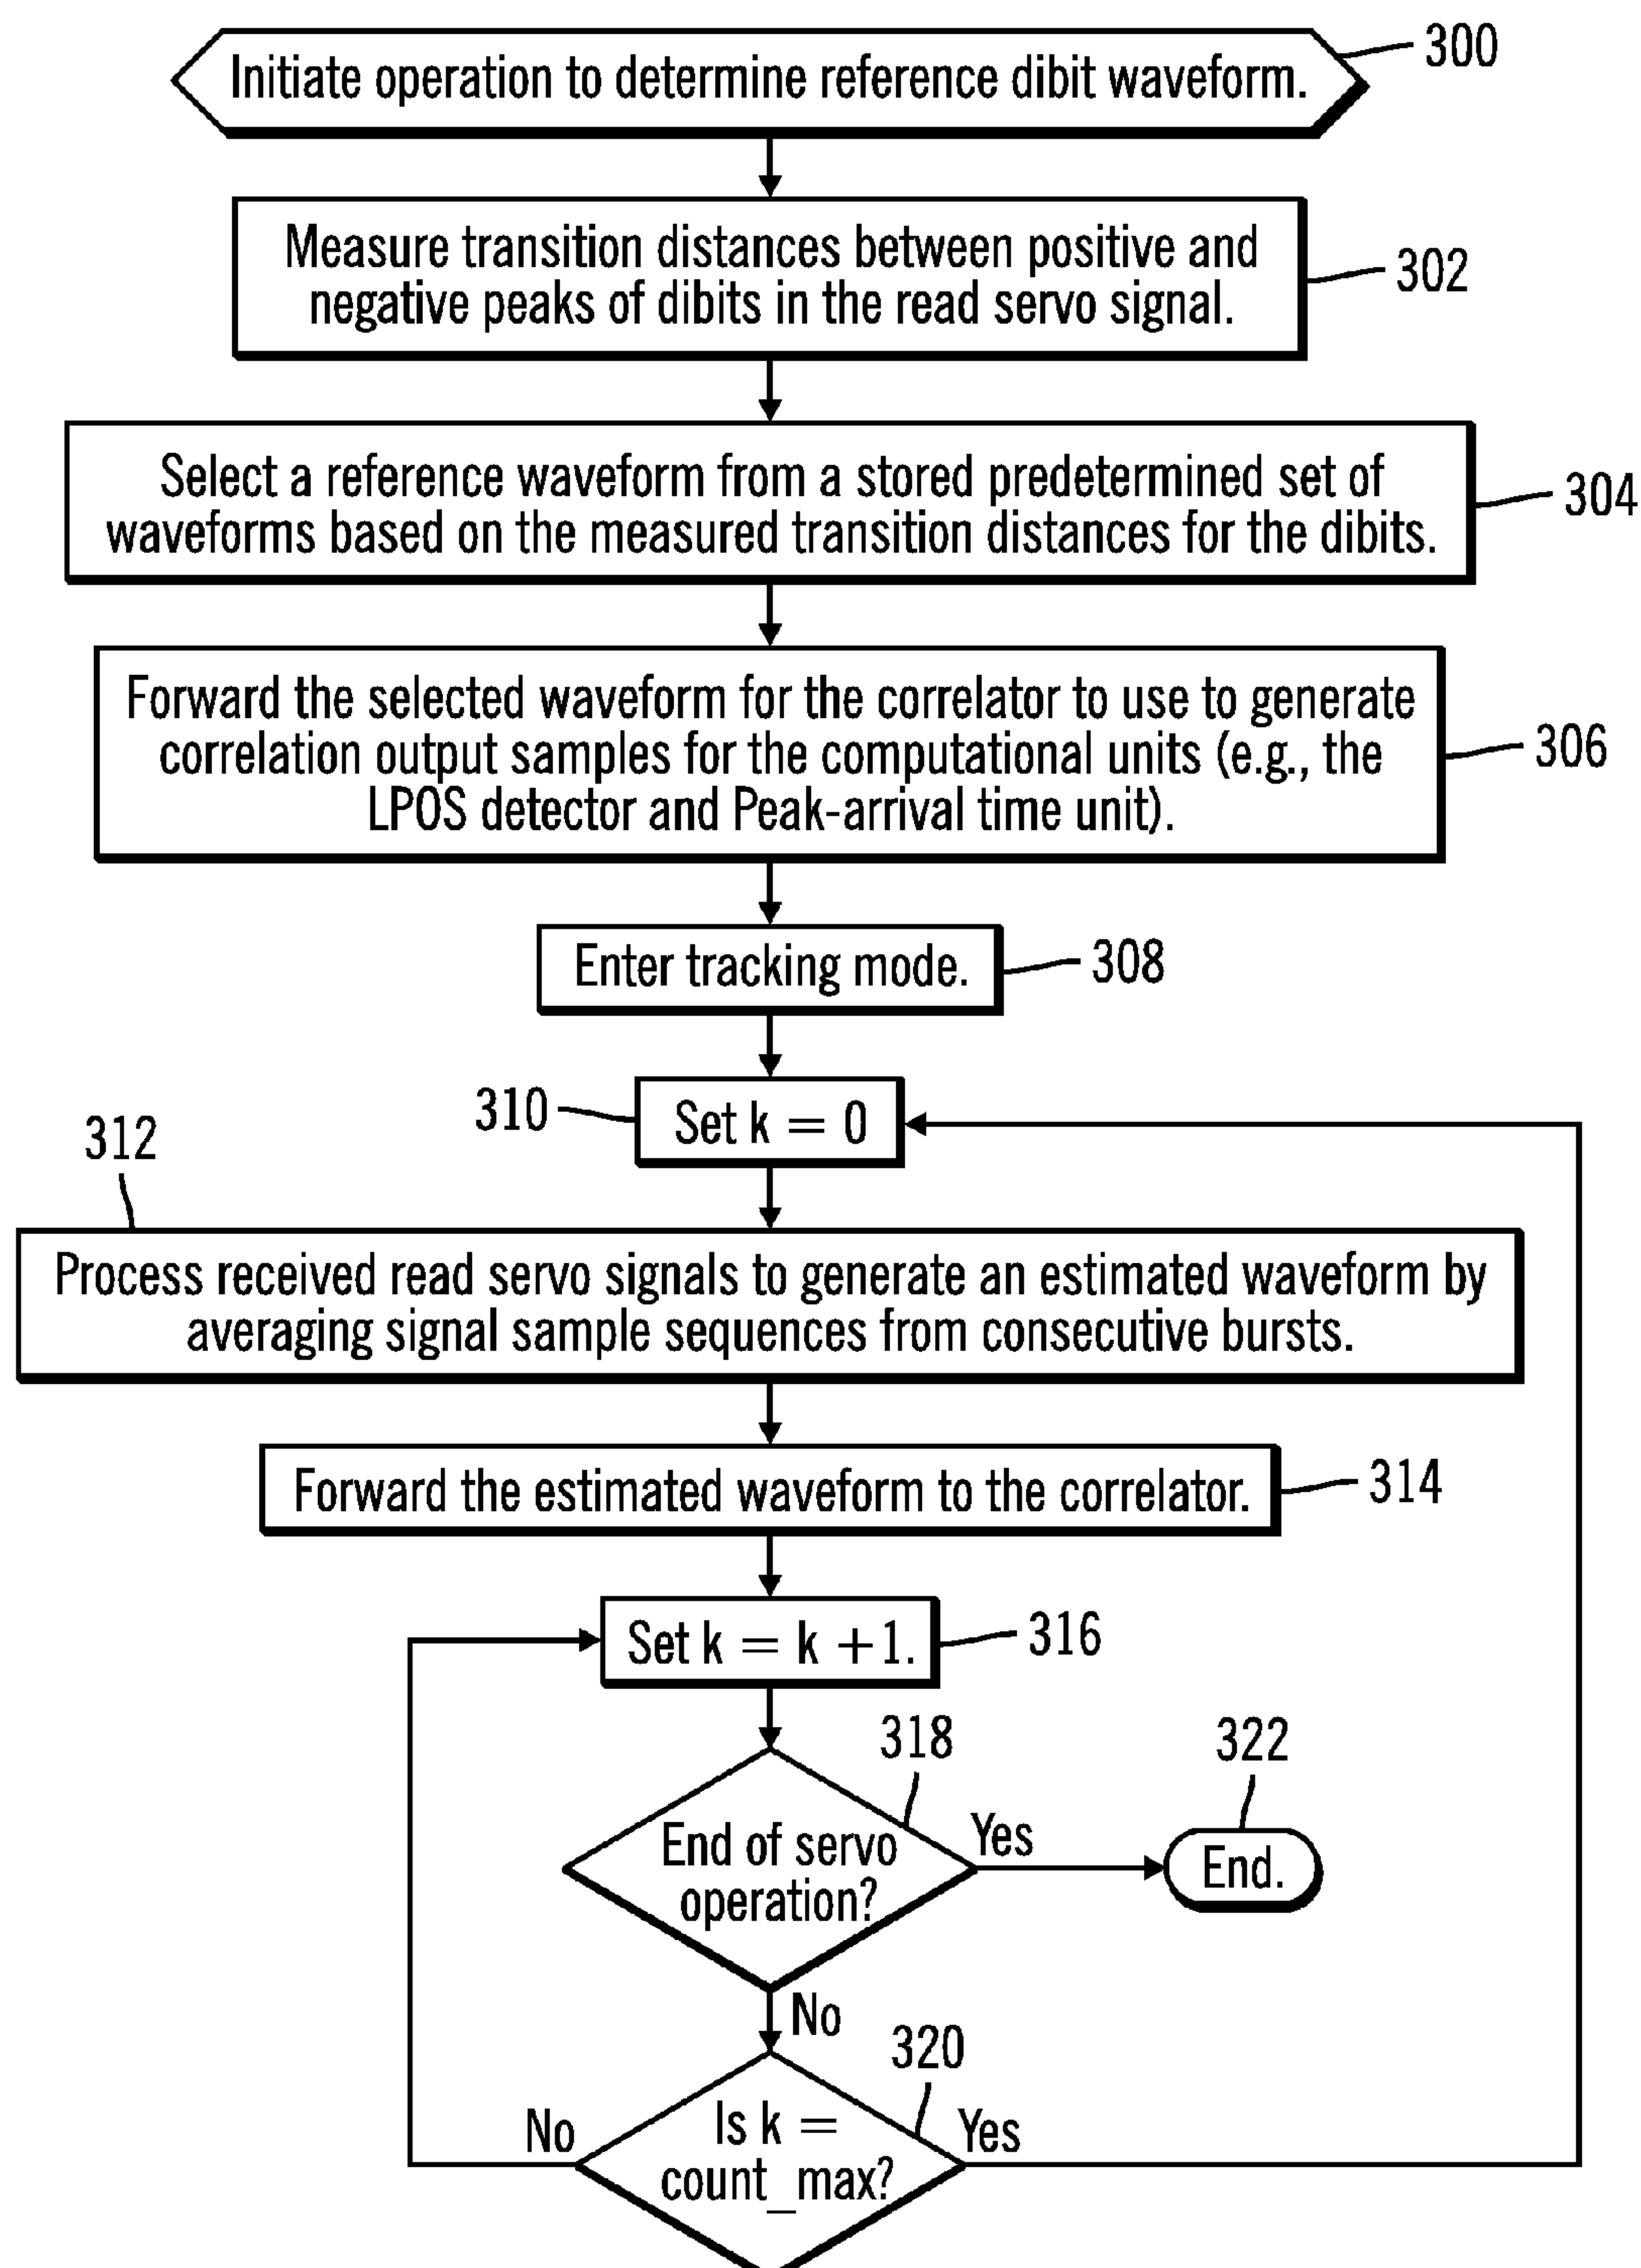 300
Initiate operation to determine reference dibit waveform.
Measure transition distances between positive and
negative peaks of dibits in the read servo signal.
302
Select a reference waveform from a stored predetermined set of
waveforms based on the measured transition distances for the dibits.
304
Forward the selected waveform for the correlator to use to generate
correlation output samples for the computational units (e.g., the
LPOS detector and Peak-arrival time unit).
306
Enter tracking mode.
308
310
Set k = 0
312
Process received read servo signals to generate an estimated waveform by
averaging signal sample sequences from consecutive bursts.
Forward the estimated waveform to the correlator.
314
Set k = k +1.
316
318
End of servo
operation?
Yes
322
End.
No
320
Is k =
count_max?
No
Yes